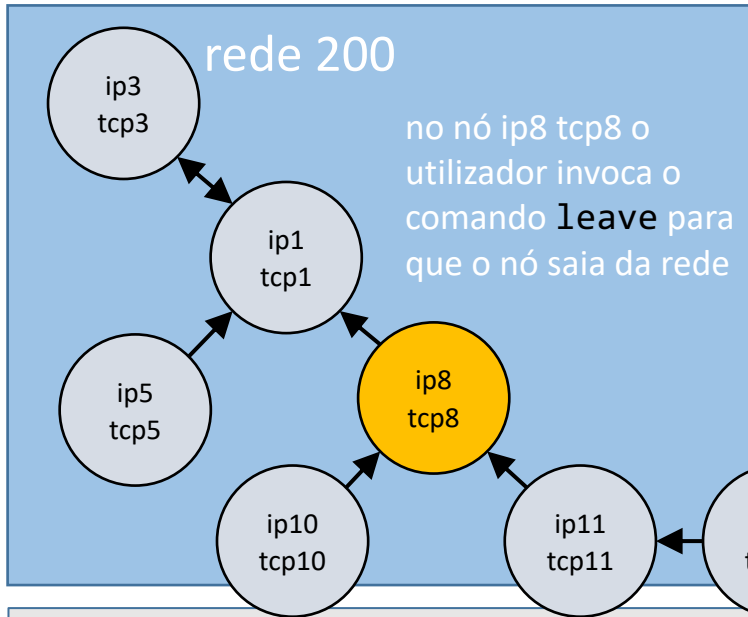 rede 200
ip3
tcp3
no nó ip8 tcp8 o
utilizador invoca o
comando leave para
que o nó saia da rede
ip1
tcp1
ip5
tcp5
ip8
tcp8
ip10
tcp10
ip11
tcp11